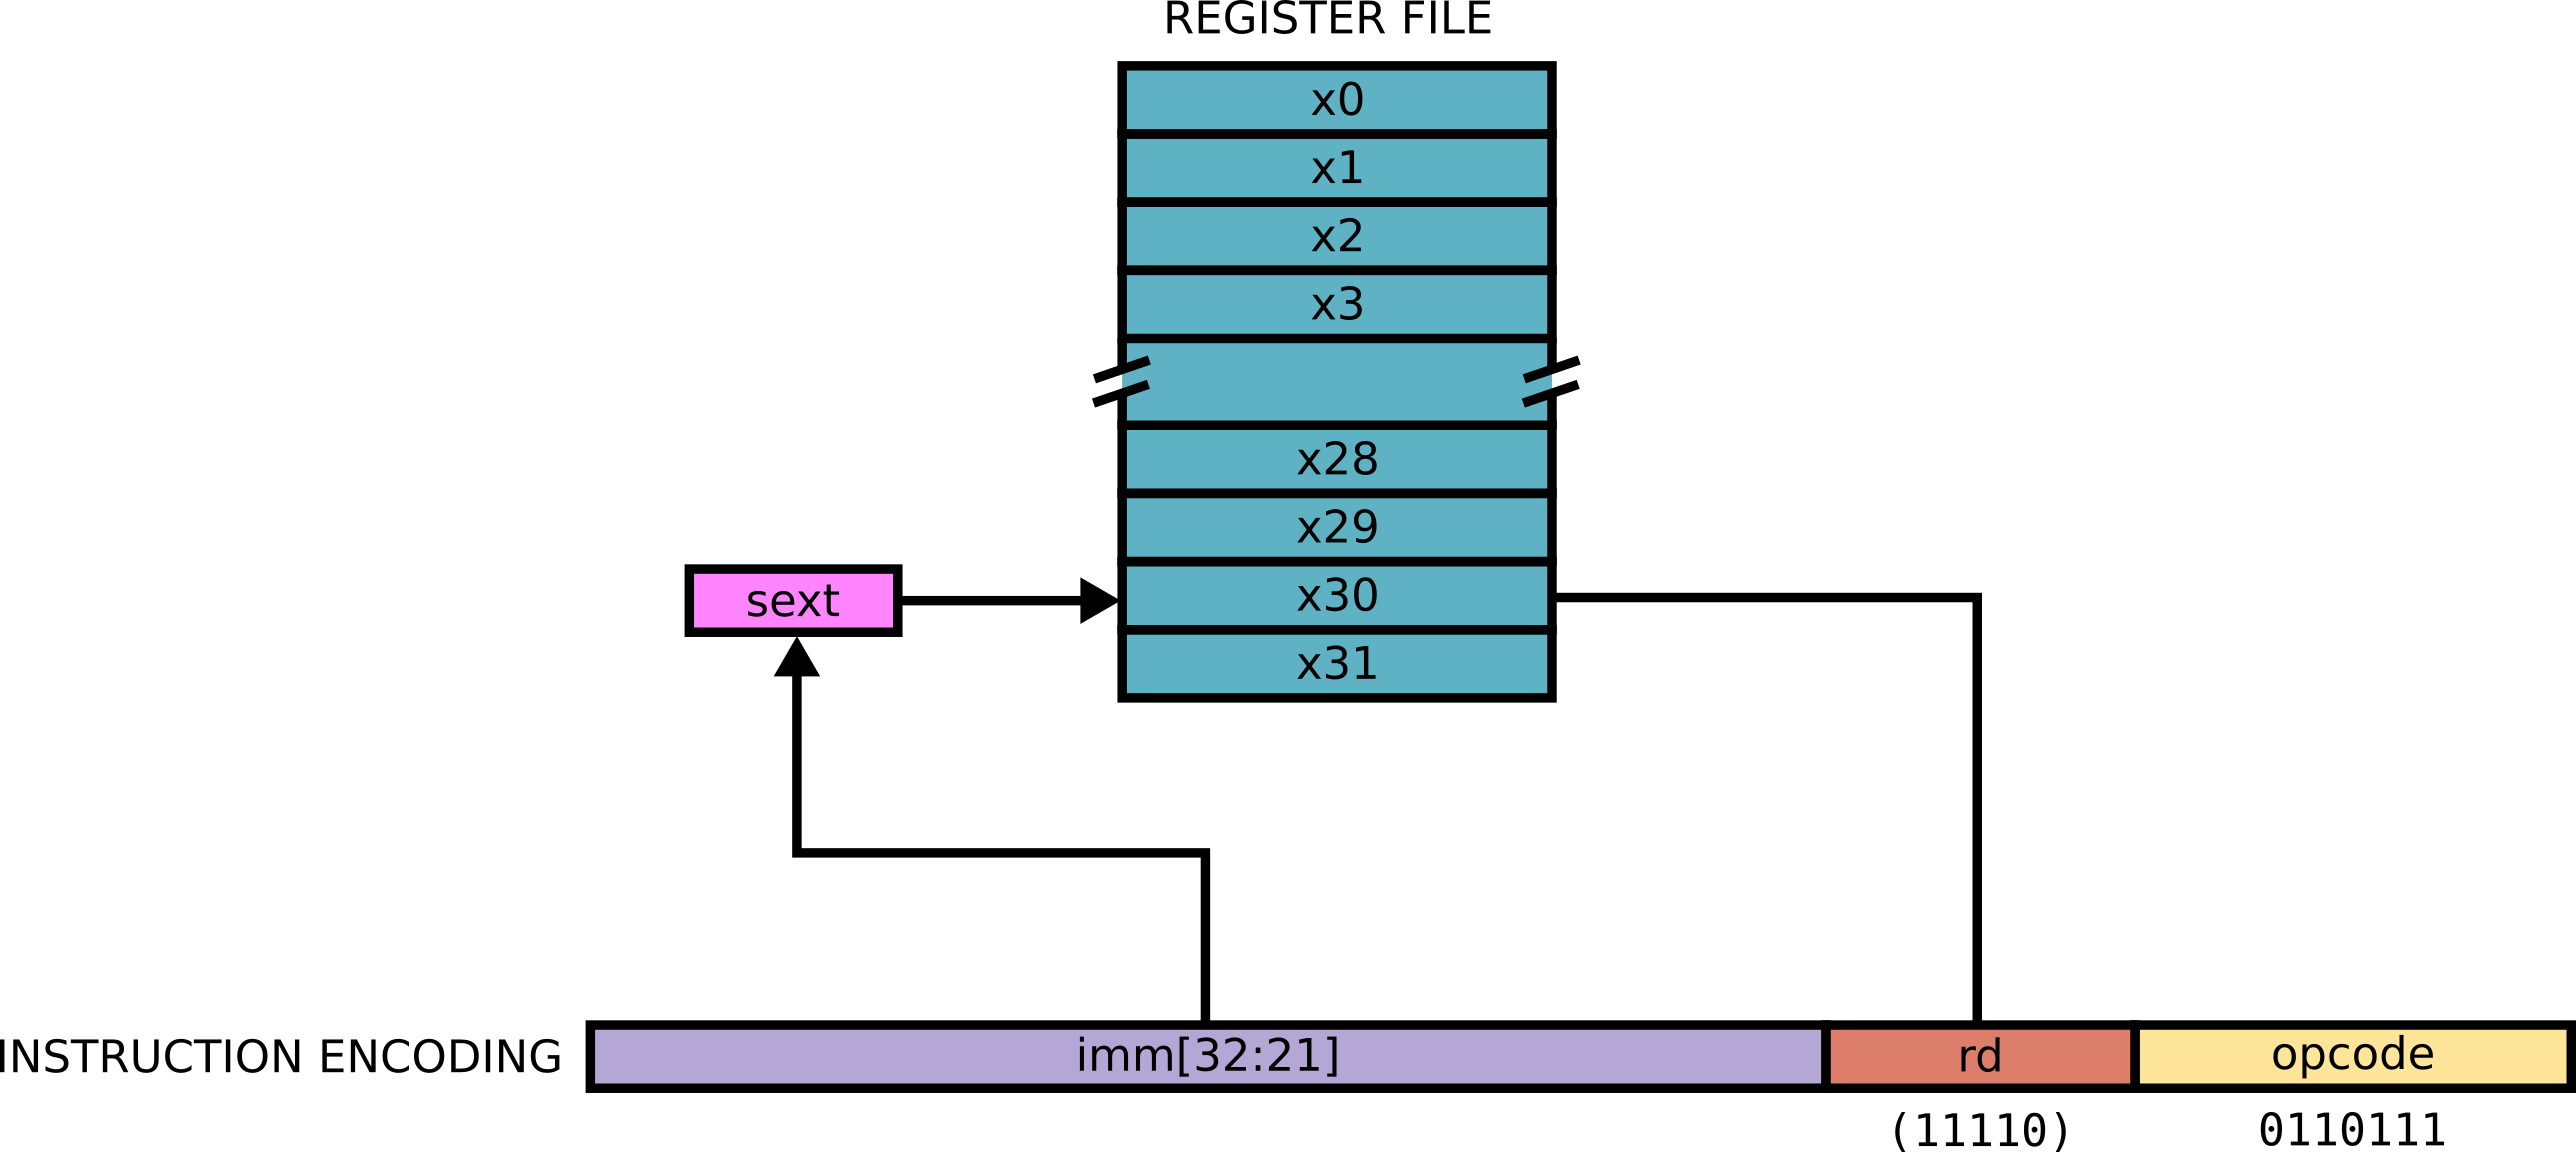 REGISTER FILE
x0
x1
x2
x3
x28
x29
x30
x31
sext
INSTRUCTION ENCODING
imm[32:21]
rd
opcode
(11110)
0110111